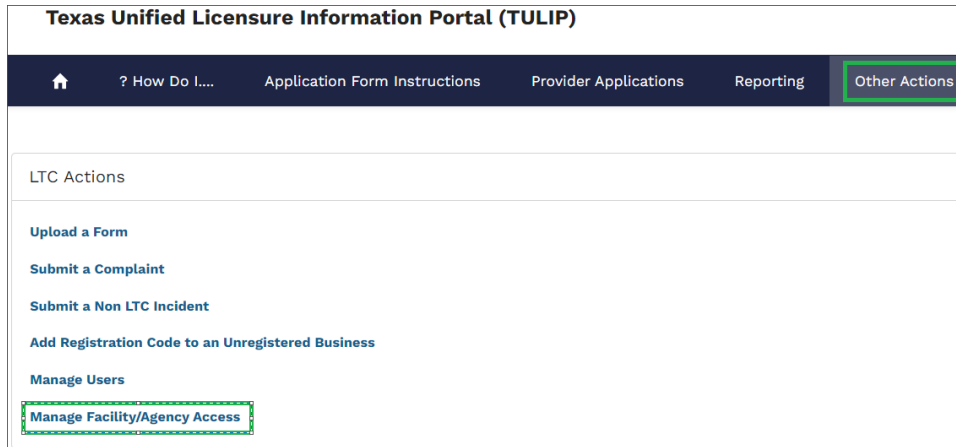 Texas Unified Licensure Information Portal (TULIP)
? How Do I.... Application Form Instructions Provider Applications Reporting Other Actions
LTC Actions
Upload a Form
Submit a Complaint
Submit a Non LTC Incident
Add Registration Code to an Unregistered Business
Manage Users
Manage Facility/Agency Access